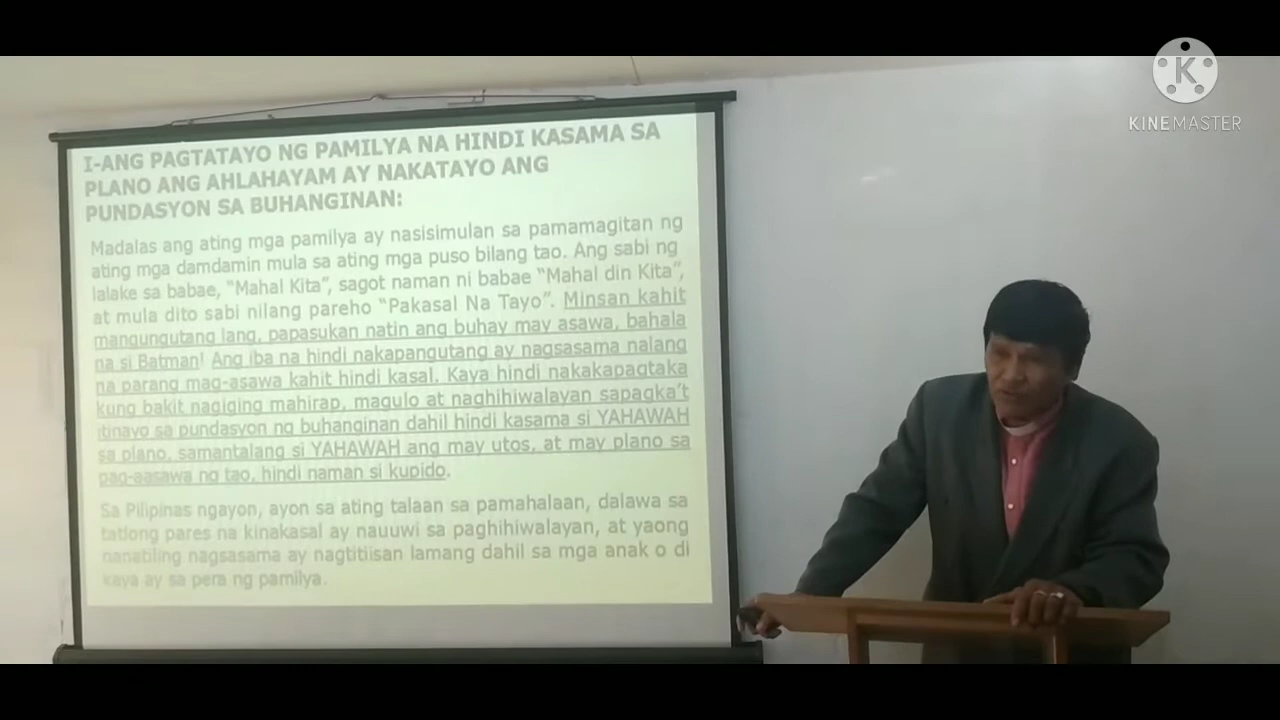 I-ANG PAGTATAYO NG PAMILYA NA HINDI KASAMA SA
PLANO ANG AHLAHAYAM AY NAKATAYO ANG
PUNDASYON SA BUHANGINAN:
Madalas ang ating mga pamilya ay nasisimulan sa pamamagitan ng
ating mga damdamin mula sa ating mga puso bilang tao. Ang sabi ng
lalake sa babae, “Mahal Kita”, sagot naman ni babae “Mahal din Kita”,
at mula dito sabi nilang pareho “Pakasal Na Tayo”. Minsan kahit
mangungutang lang, papasukan natin ang buhay may asawa, bahala
na si Batman! Ang iba na hindi nakapangutang ay nagsasama nalang
na parang mag-asawa kahit hindi kasal. Kaya hindi nakakapagtaka
kung bakit nagiging mahirap, magulo at naghihiwalayan sapagka’t
itinayo sa pundasyon ng buhanginan dahil hindi kasama si YAHAWAH
sa plano, samantalang si YAHAWAH ang may utos, at may plano sa
pag-aasawa ng tao, hindi naman si kupido.
Sa Pilipinas ngayon, ayon sa ating talaan sa pamahalaan, dalawa sa
tatlong pares na kinakasal ay nauuwi sa paghihiwalayan, at yaong
nanatiling nagsasama ay nagtitiisan lamang dahil sa mga anak o di
kaya ay sa pera ng pamilya.
K
KINEMASTER